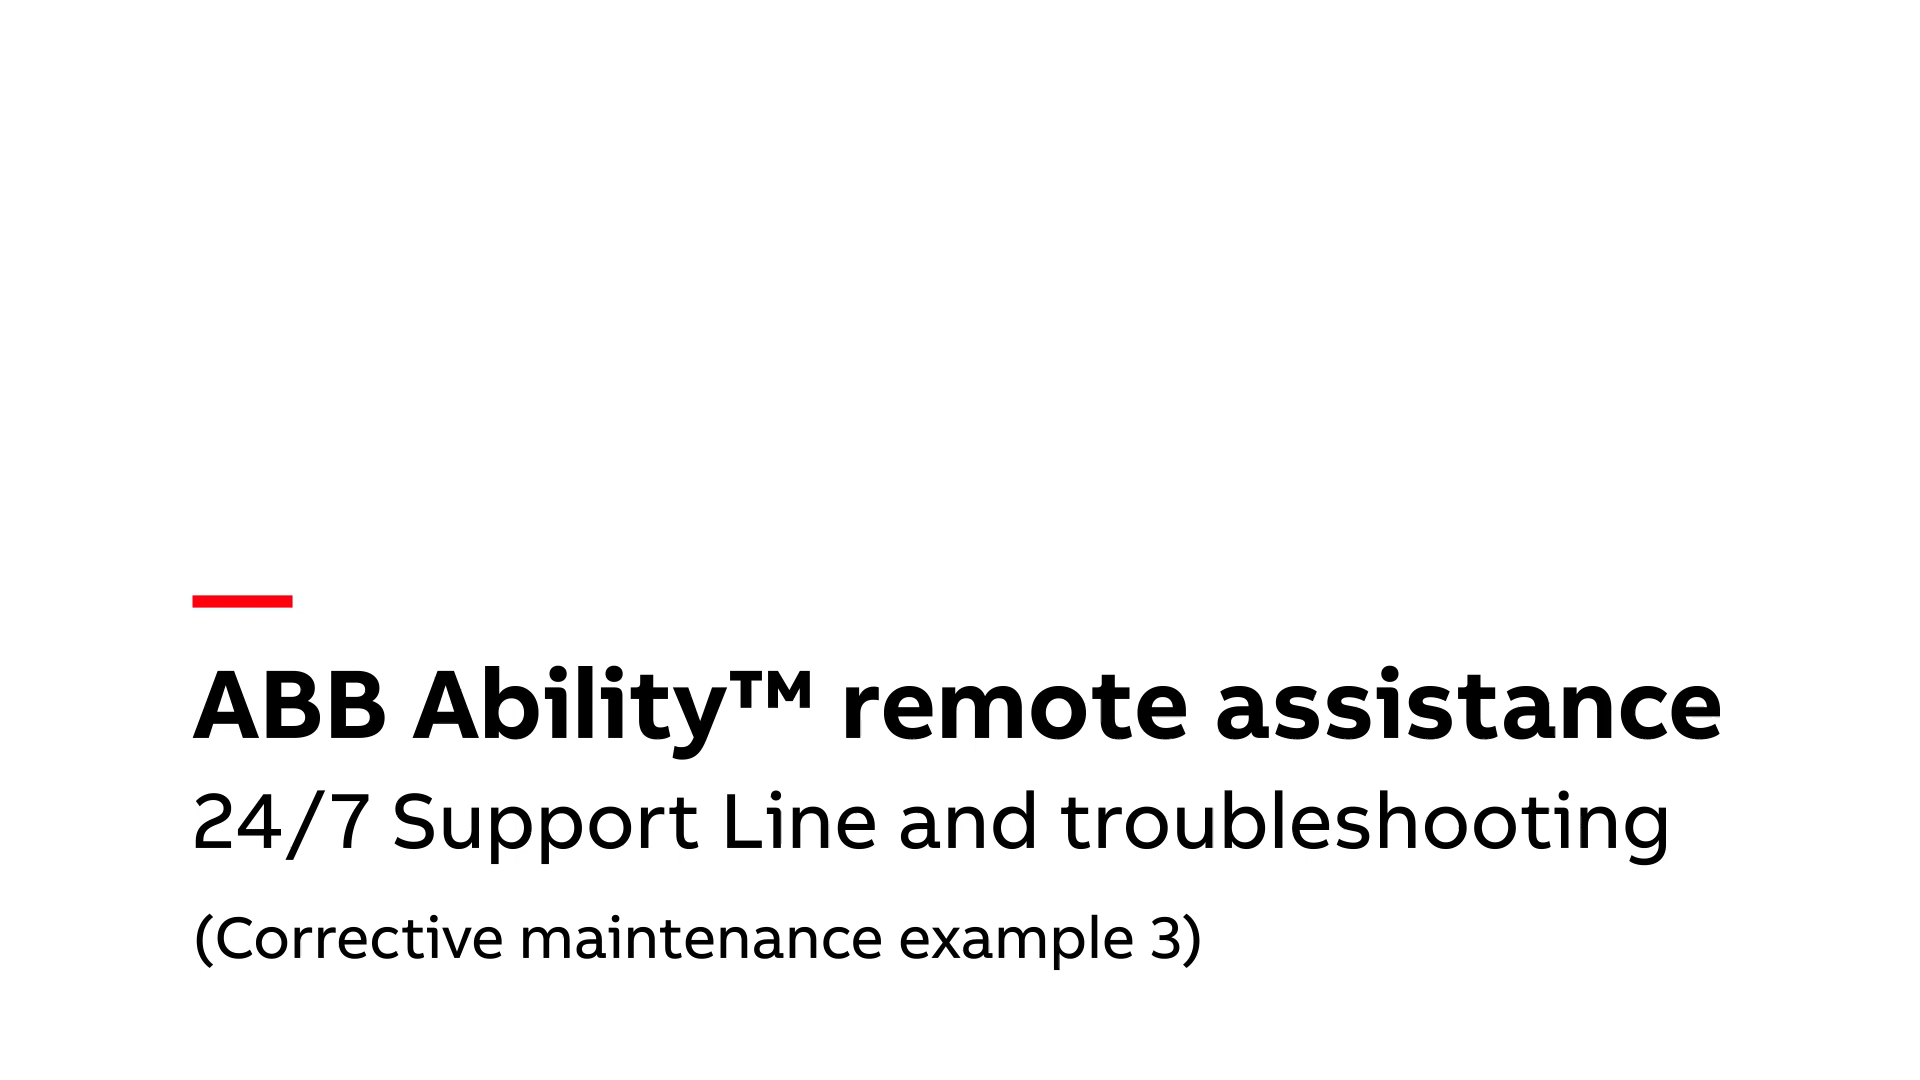 ABB Ability™ remote assistance
24/7 Support Line and troubleshooting
(Corrective maintenance example 3)